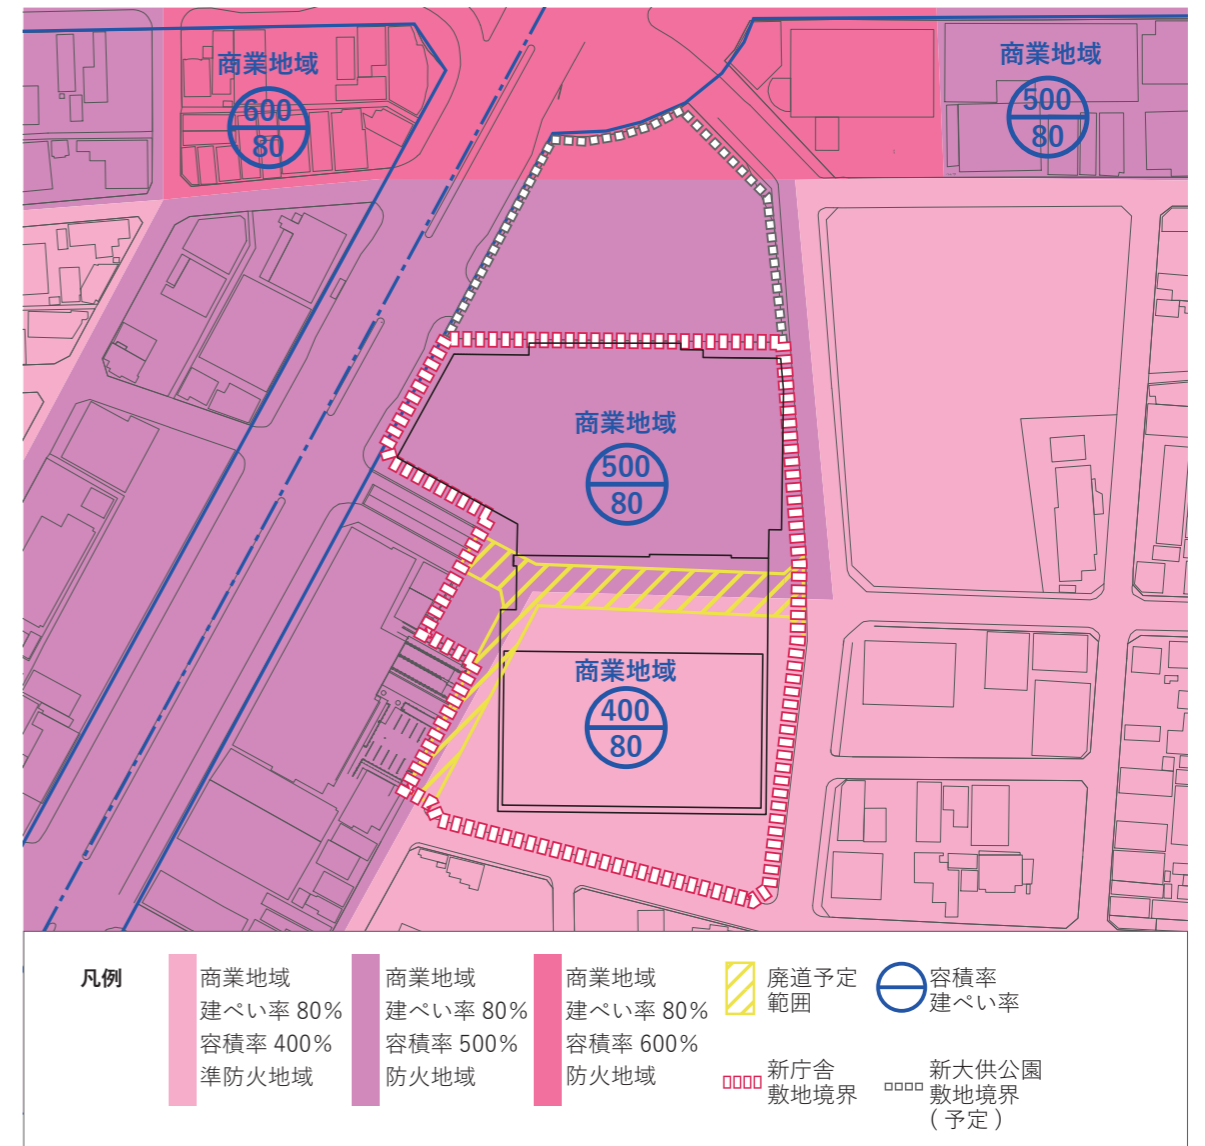 商業地域
600
80
商業地域
500
80
商業地域
500
80
商業地域
400
80
凡例
商業地域
建ぺい率 80%
容積率 400%
準防火地域
商業地域
建ぺい率 80%
容積率 500%
防火地域
商業地域
建ぺい率 80%
容積率 600%
防火地域
廃道予定
範囲
容積率
建ぺい率
新庁舎
敷地境界
新大供公園
敷地境界
( 予定 )